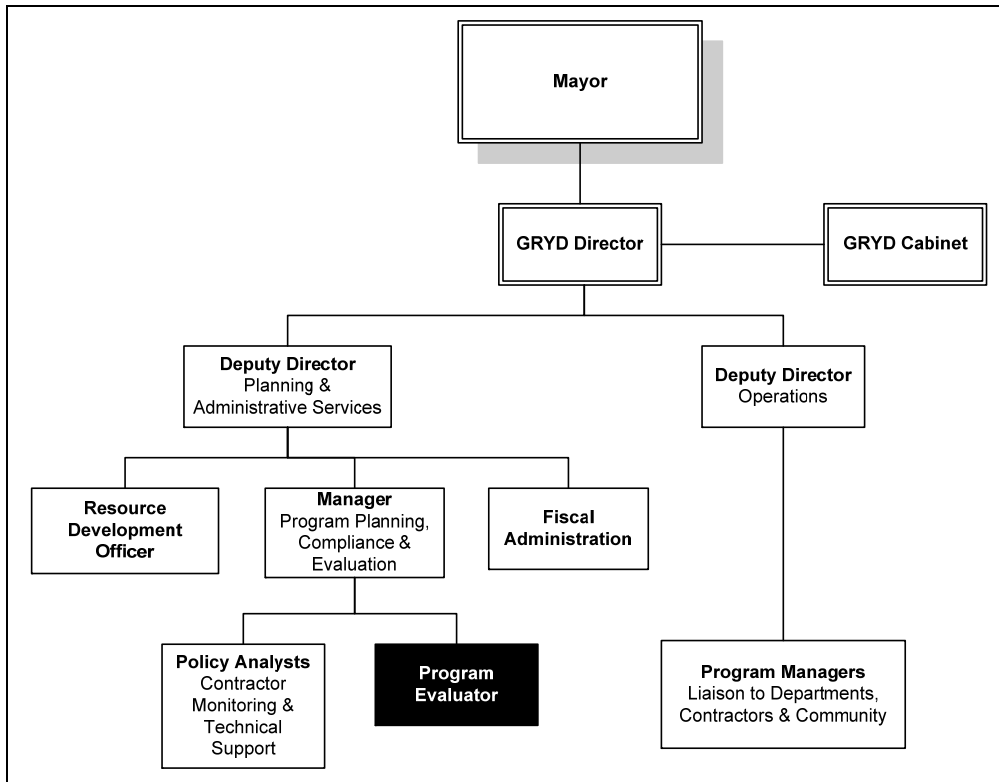 Mayor
GRYD Director
GRYD Cabinet
Deputy Director
Planning &
Administrative Services
Deputy Director
Operations
Resource
Development
Officer
Manager
Program Planning,
Compliance &
Evaluation
Fiscal
Administration
Policy Analysts
Contractor
Monitoring &
Technical
Support
Program
Evaluator
Program Managers
Liaison to Departments,
Contractors & Community